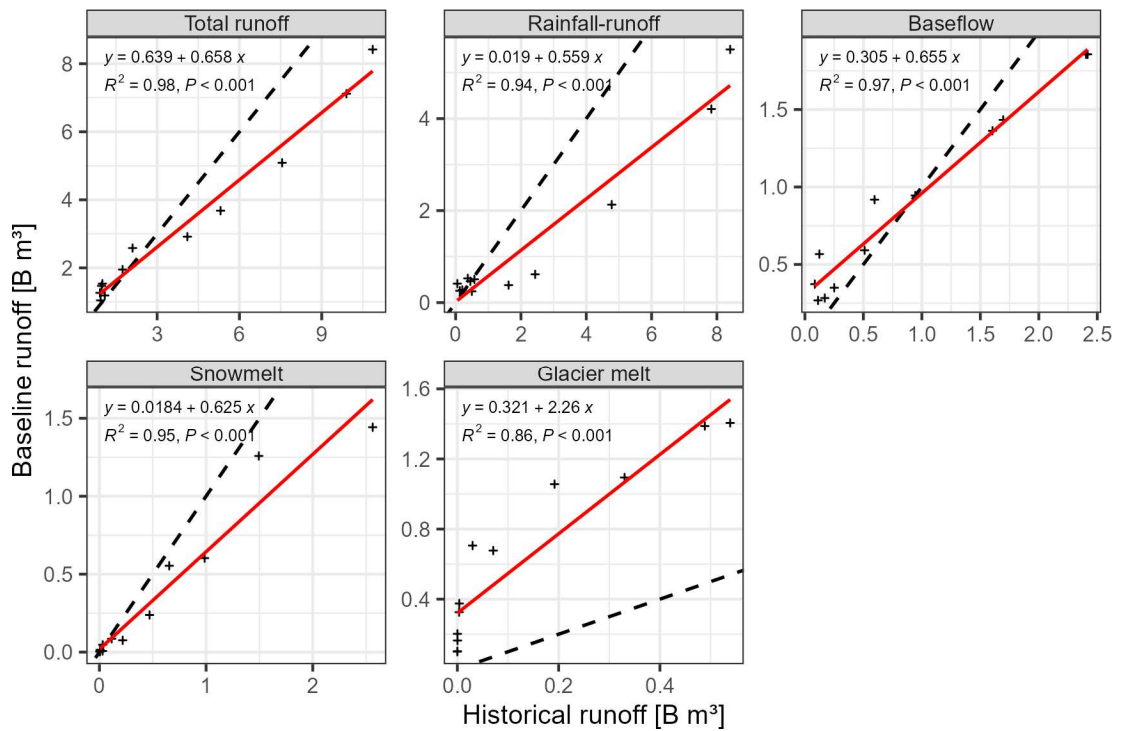 Total runoff
y = 0.639 + 0.658 x
R² = 0.98, P < 0.001
8
6
4
2
3
6
9
Rainfall-runoff
y = 0.019 + 0.559 x
R² = 0.94, P < 0.001
4
2
0
0
2
4
6
8
Baseflow
y = 0.305 + 0.655 x
R² = 0.97, P < 0.001
1.5
1.0
0.5
0.0
0.5
1.0
1.5
2.0
2.5
Baseline runoff [B m³]
Snowmelt
y = 0.0184 + 0.625 x
R² = 0.95, P < 0.001
1.5
1.0
0.5
0.0
0
1
2
Glacier melt
y = 0.321 + 2.26 x
R² = 0.86, P < 0.001
1.6
1.2
0.8
0.4
0.0
0.2
0.4
Historical runoff [B m³]